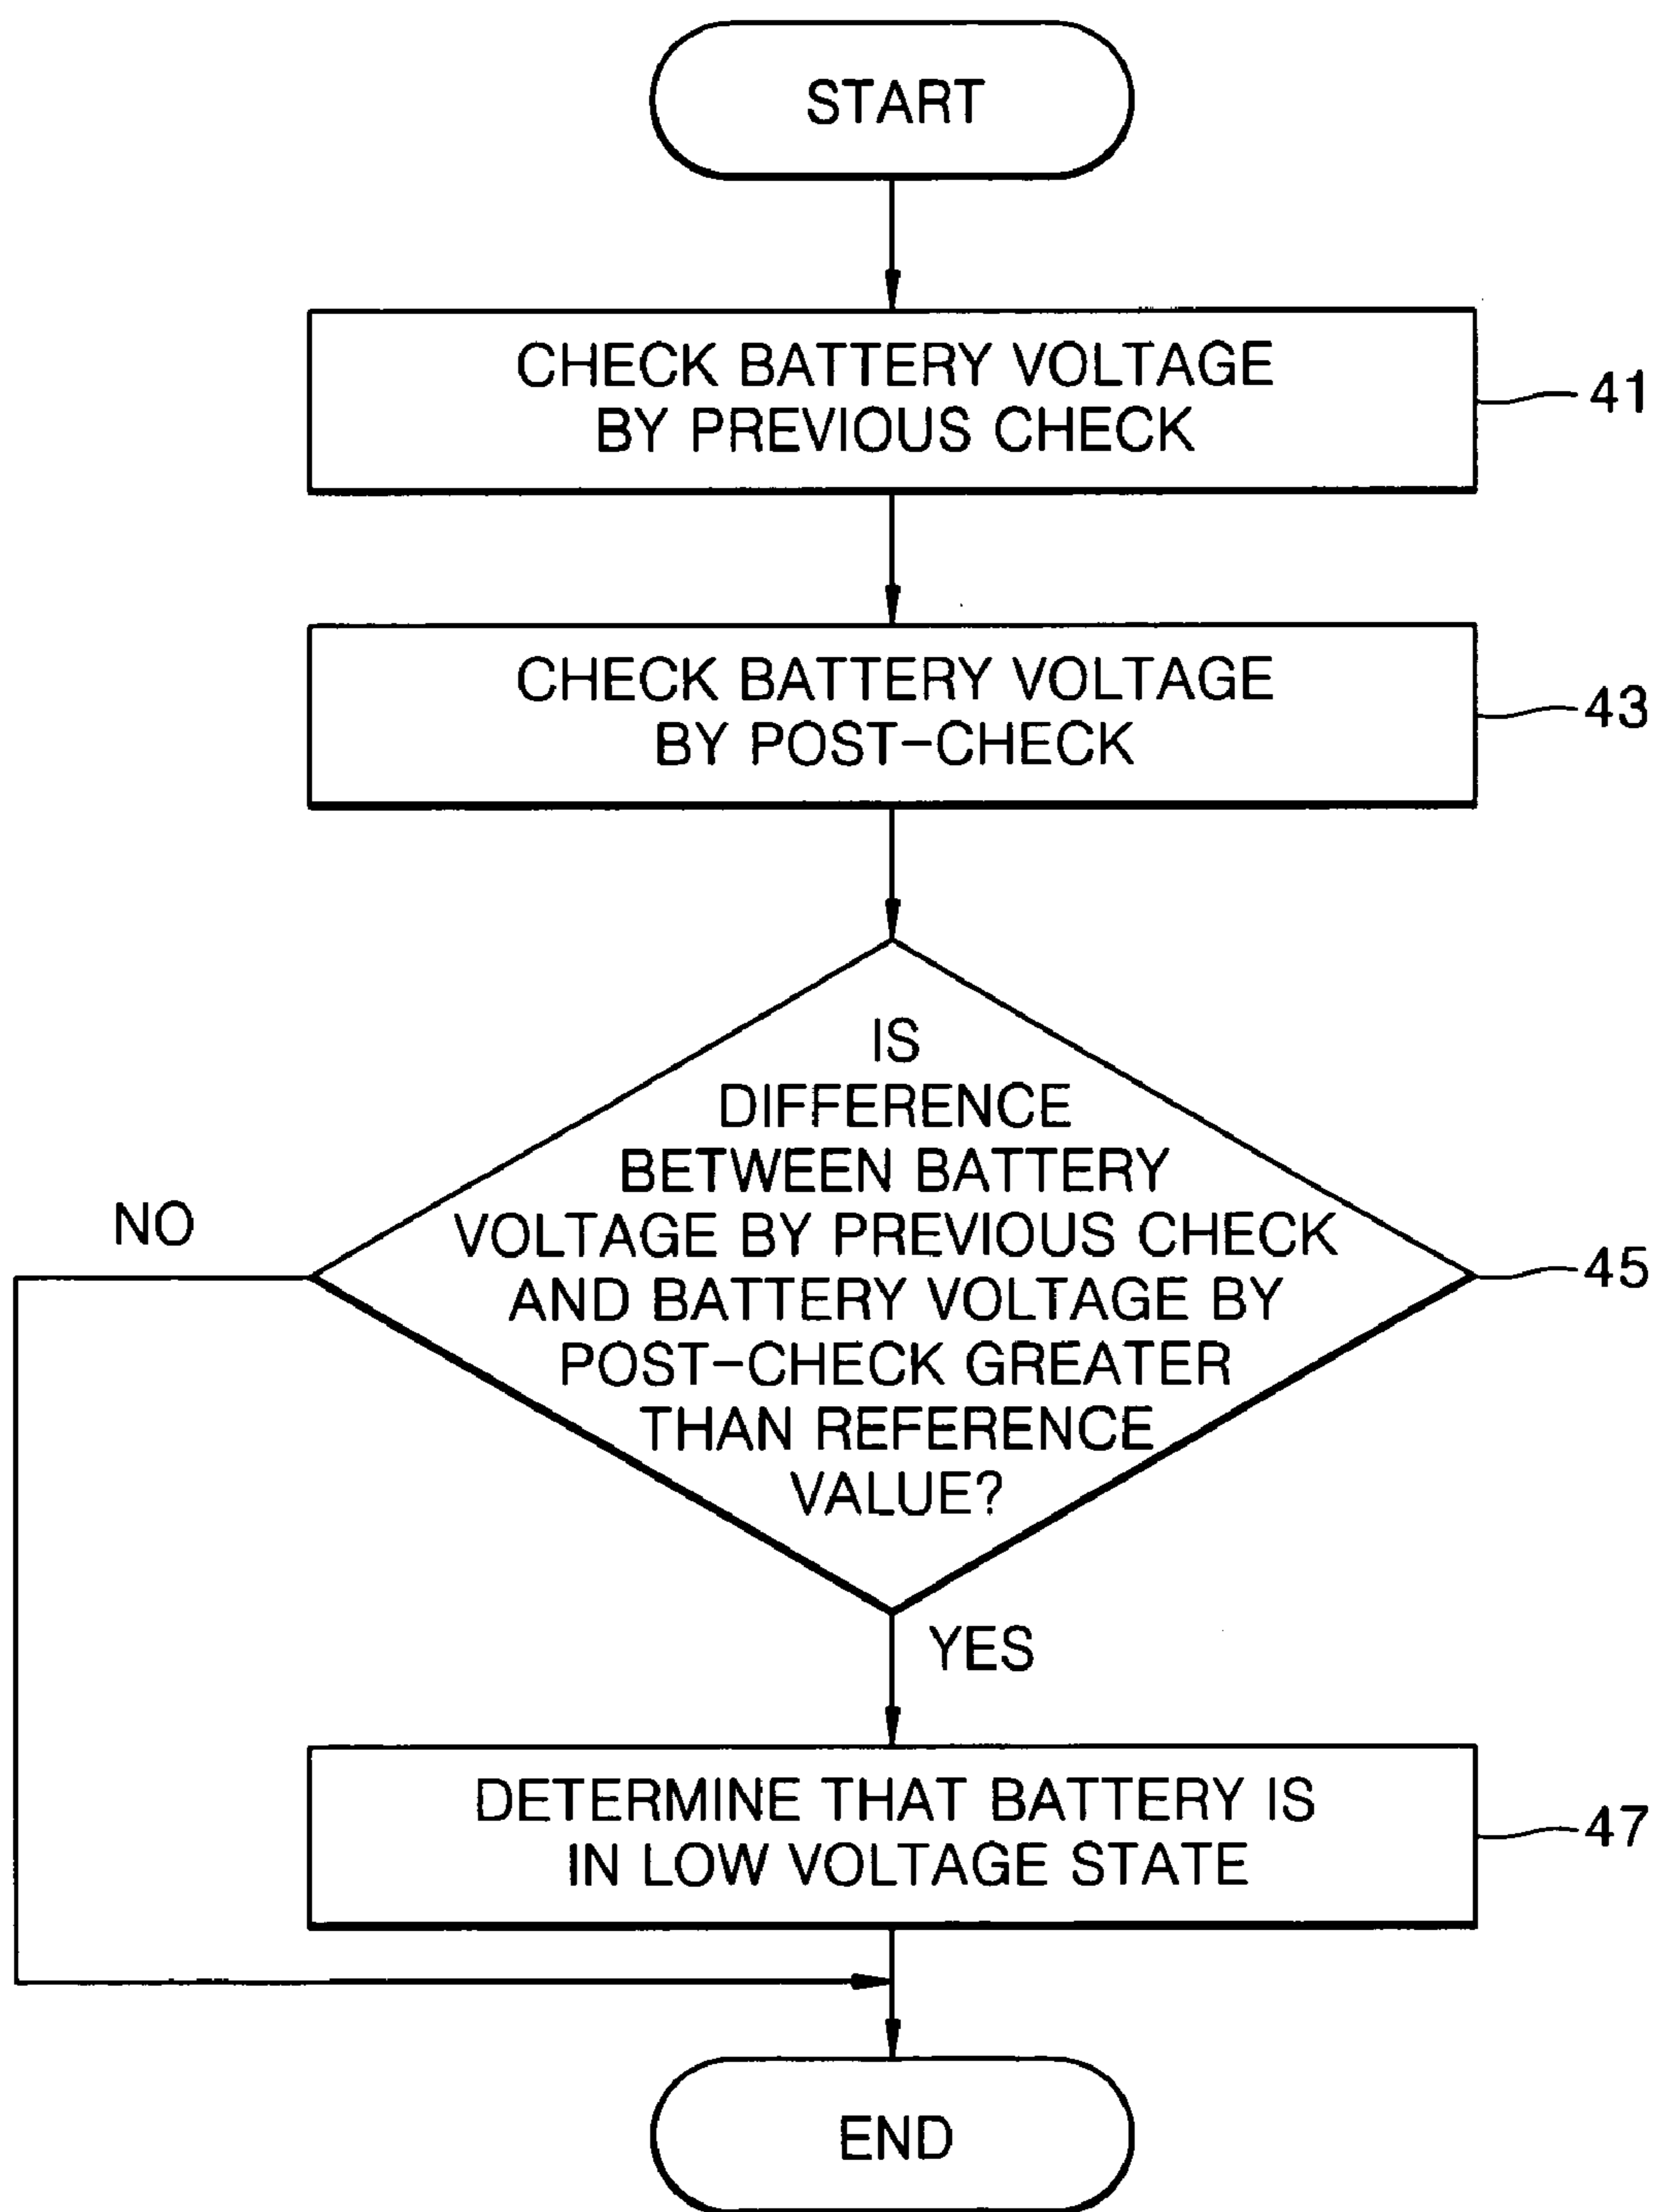 START
CHECK BATTERY VOLTAGE
BY PREVIOUS CHECK
41
CHECK BATTERY VOLTAGE
BY POST-CHECK
43
IS
DIFFERENCE
BETWEEN BATTERY
VOLTAGE BY PREVIOUS CHECK
AND BATTERY VOLTAGE BY
POST-CHECK GREATER
THAN REFERENCE
VALUE?
45
NO
YES
DETERMINE THAT BATTERY IS
IN LOW VOLTAGE STATE
47
END